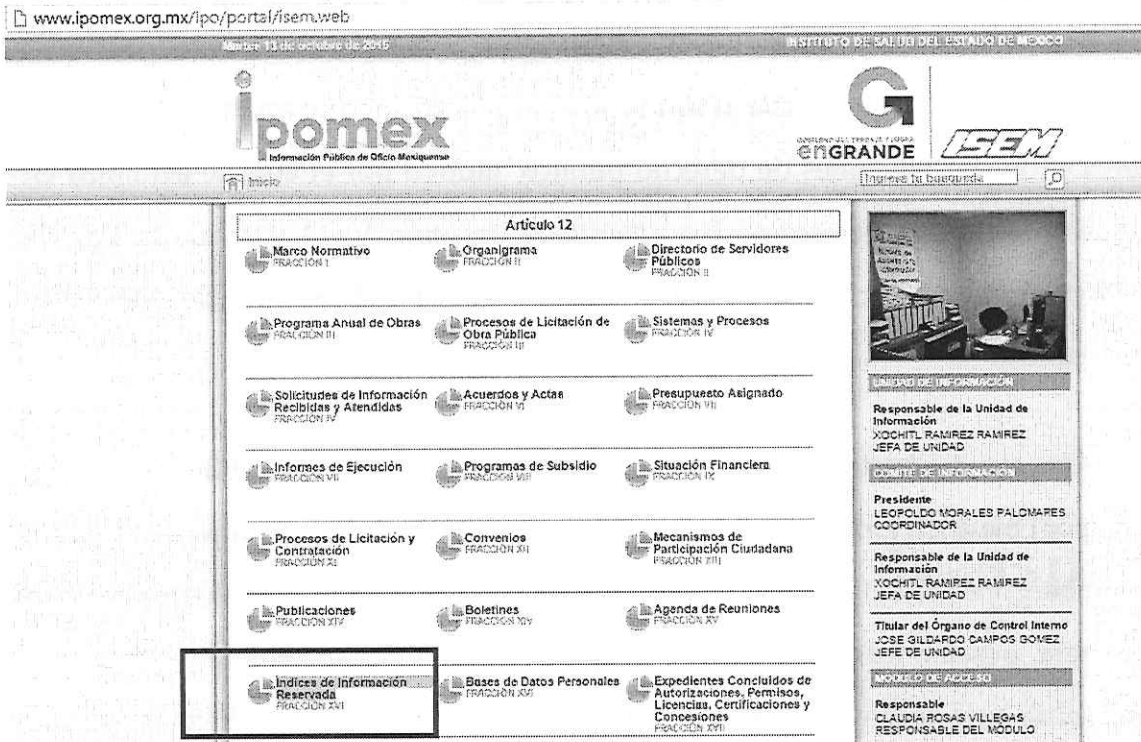 www.ipomex.org.mx/ipo/portal/isem.web
Martes 13 de octubre de 2015
INSTITUTO DE SALUD DEL ESTADO DE MEXICO
ipomex
Información Pública de Oficio Mexiquense
enGRANDE
ISEM
Inicio
Ingrese tu busqueda
Artículo 12
Marco Normativo
FRACCIÓN I
Organigrama
FRACCIÓN II
Directorio de Servidores
Públicos
FRACCIÓN II
Programa Anual de Obras
FRACCIÓN III
Procesos de Licitación de
Obra Pública
FRACCIÓN III
Sistemas y Procesos
FRACCIÓN IV
Solicitudes de Información
Recibidas y Atendidas
FRACCIÓN IV
Acuerdos y Actas
FRACCIÓN VI
Presupuesto Asignado
FRACCIÓN VII
Informes de Ejecución
FRACCIÓN VII
Programas de Subsidio
FRACCIÓN VIII
Situación Financiera
FRACCIÓN IX
Procesos de Licitación y
Contratación
FRACCIÓN XI
Convenios
FRACCIÓN XII
Mecanismos de
Participación Ciudadana
FRACCIÓN XIII
Publicaciones
FRACCIÓN XIV
Boletines
FRACCIÓN XIV
Agenda de Reuniones
FRACCIÓN XV
Indices de Información
Reservada
FRACCIÓN XVI
Bases de Datos Personales
FRACCIÓN XVI
Expedientes Concluidos de
Autorizaciones, Permisos,
Licencias, Certificaciones y
Concesiones
FRACCIÓN XVII
UNIDAD DE INFORMACIÓN
Responsable de la Unidad de
Información
XOCHITL RAMIREZ RAMIREZ
JEFA DE UNIDAD
COMITÉ DE INFORMACIÓN
Presidente
LEOPOLDO MORALES PALOMARES
COORDINADOR
Responsable de la Unidad de
Información
XOCHITL RAMIREZ RAMIREZ
JEFA DE UNIDAD
Titular del Órgano de Control Interno
JOSE GILDARDO CAMPOS GOMEZ
JEFE DE UNIDAD
MODULO DE ACCESO
Responsable
CLAUDIA ROSAS VILLEGAS
RESPONSABLE DEL MODULO